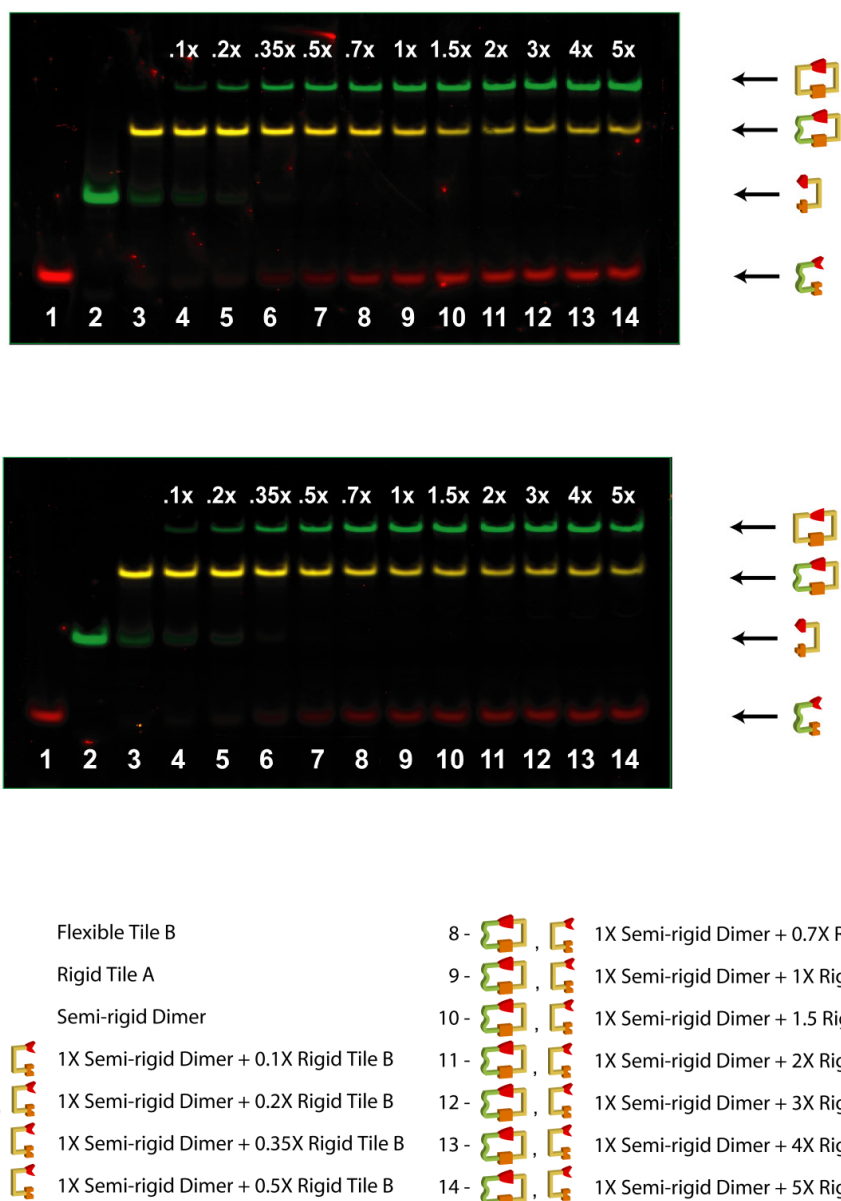 .1x .2x .35x .5x .7x 1x 1.5x 2x 3x 4x 5x
1 2 3 4 5 6 7 8 9 10 11 12 13 14
.1x .2x .35x .5x .7x 1x 1.5x 2x 3x 4x 5x
1 2 3 4 5 6 7 8 9 10 11 12 13 14
Flexible Tile B
Rigid Tile A
Semi-rigid Dimer
1X Semi-rigid Dimer + 0.1X Rigid Tile B
1X Semi-rigid Dimer + 0.2X Rigid Tile B
1X Semi-rigid Dimer + 0.35X Rigid Tile B
1X Semi-rigid Dimer + 0.5X Rigid Tile B
8 - , 1X Semi-rigid Dimer + 0.7X R
9 - , 1X Semi-rigid Dimer + 1X Rig
10 - , 1X Semi-rigid Dimer + 1.5 Rig
11 - , 1X Semi-rigid Dimer + 2X Rig
12 - , 1X Semi-rigid Dimer + 3X Rig
13 - , 1X Semi-rigid Dimer + 4X Rig
14 - , 1X Semi-rigid Dimer + 5X Rig